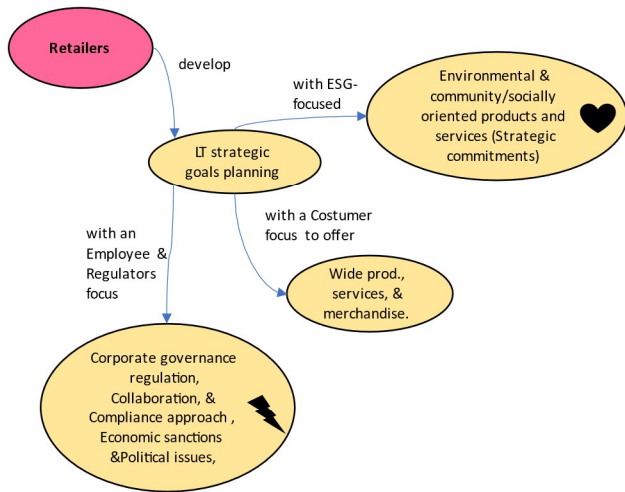 Retailers
develop
with ESG-
focused
Environmental &
community/socially
oriented products and
services (Strategic
commitments)
LT strategic
goals planning
with an
Employee &
Regulators
focus
with a Costumer
focus to offer
Wide prod.,
services, &
merchandise.
Corporate governance
regulation,
Collaboration, &
Compliance approach ,
Economic sanctions
&Political issues,